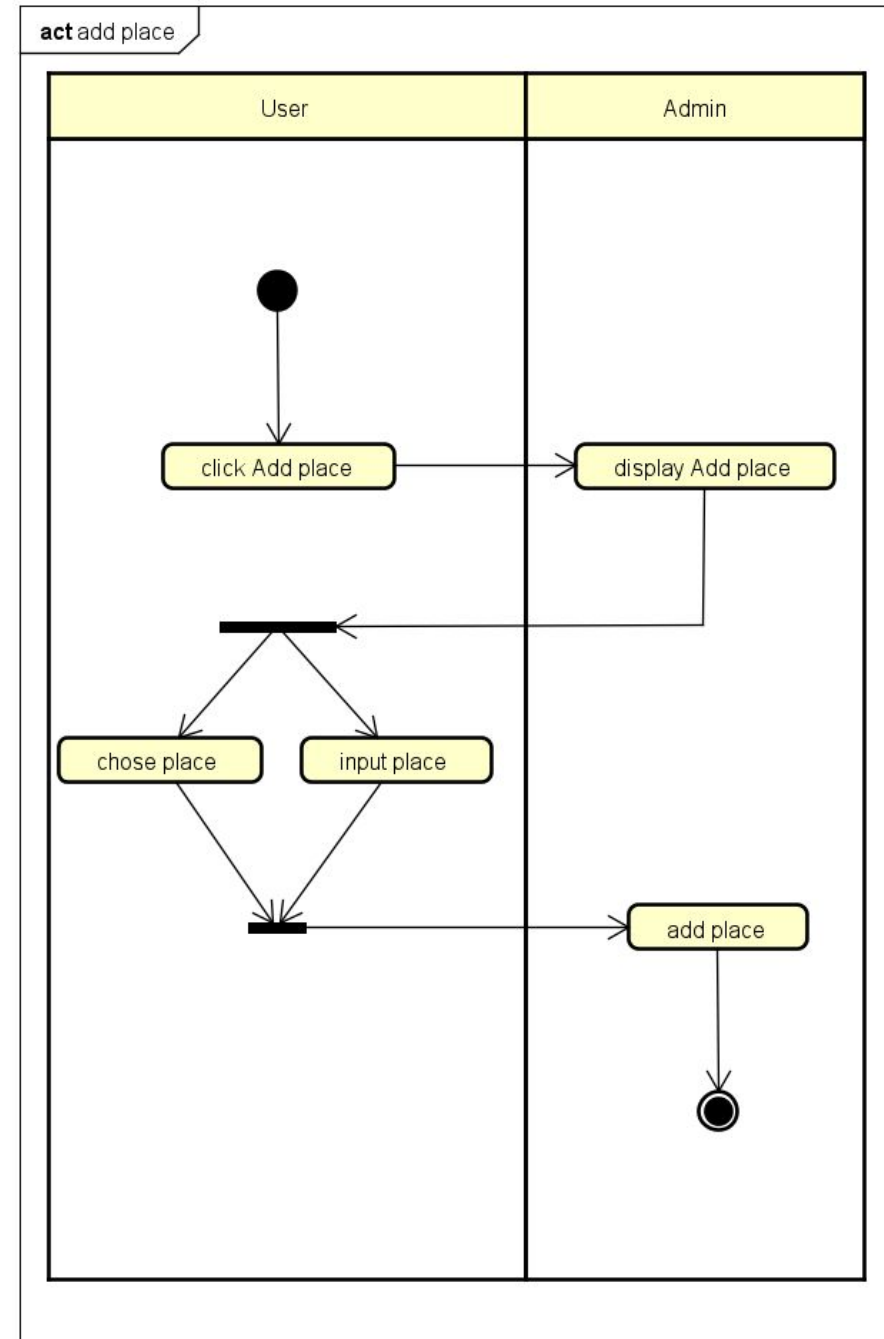 act add place
User
Admin
click Add place
display Add place
chose place
input place
add place